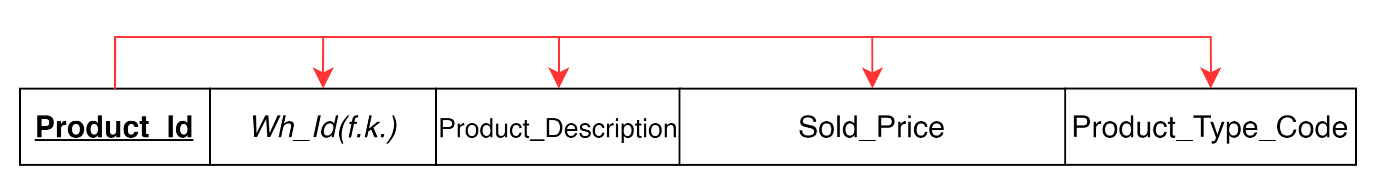 Product_Id
Wh_Id(f.k.)
Product_Description
Sold_Price
Product_Type_Code